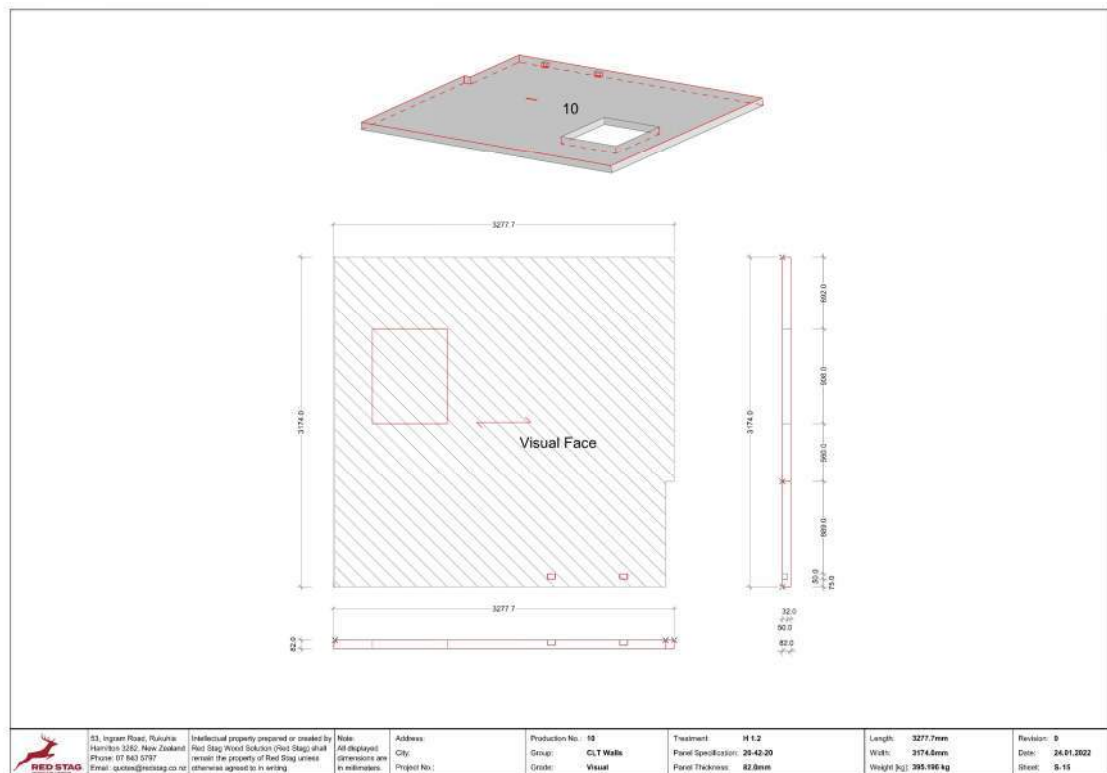 10
3277.7
3174.0
Visual Face
3174.0
692.0
908.0
560.0
889.0
50.0
75.0
3277.7
82.0
32.0
50.0
82.0
RED STAG
53, Ingram Road, Rukuhia
Hamilton 3282, New Zealand
Phone: 07 843 5797
Email: quotes@redstag.co.nz
Intellectual property prepared or created by
Red Stag Wood Solution (Red Stag) shall
remain the property of Red Stag unless
otherwise agreed to in writing
Note:
All displayed
dimensions are
in millimeters.
Address:
City:
Project No.:
Production No.: 10
Group: CLT Walls
Grade: Visual
Treatment: H 1.2
Panel Specification: 20-42-20
Panel Thickness: 82.0mm
Length: 3277.7mm
Width: 3174.0mm
Weight [kg]: 395.196 kg
Revision: 0
Date: 24.01.2022
Sheet: S-15